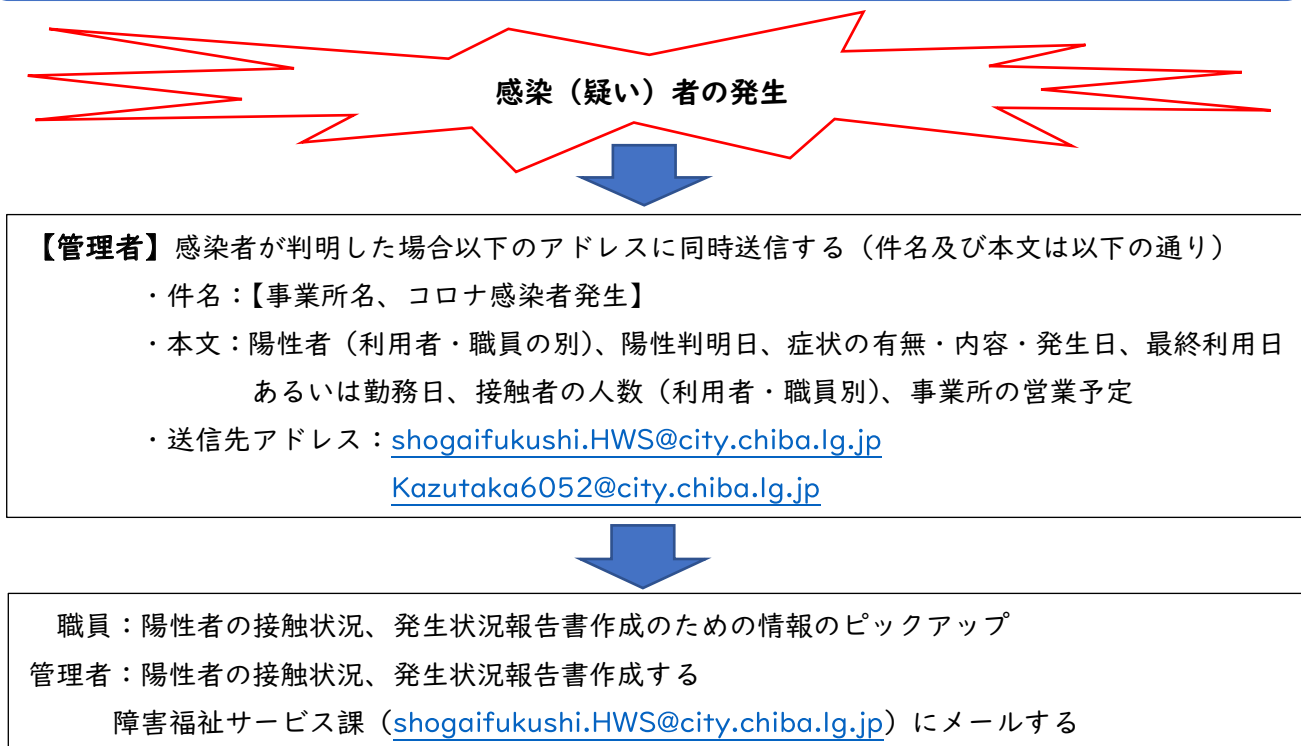 感染（疑い）者の発生
【管理者】感染者が判明した場合以下のアドレスに同時送信する（件名及び本文は以下の通り）
・件名：【事業所名、コロナ感染者発生】
・本文：陽性者（利用者・職員の別）、陽性判明日、症状の有無・内容・発生日、最終利用日
あるいは勤務日、接触者の人数（利用者・職員別）、事業所の営業予定
・送信先アドレス：shogaifukushi.HWS@city.chiba.lg.jp
Kazutaka6052@city.chiba.lg.jp
職員：陽性者の接触状況、発生状況報告書作成のための情報のピックアップ
管理者：陽性者の接触状況、発生状況報告書作成する
障害福祉サービス課（shogaifukushi.HWS@city.chiba.lg.jp）にメールする